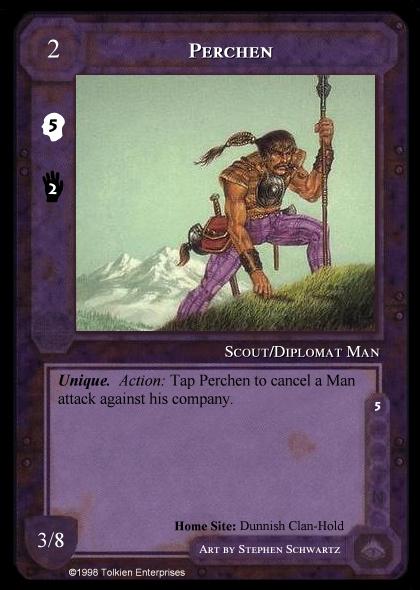 2
PERCHEN
5
2
SCOUT/DIPLOMAT MAN
Unique. Action: Tap Perchen to cancel a Man
attack against his company.
5
Home Site: Dunnish Clan-Hold
3/8
ART BY STEPHEN SCHWARTZ
©1998 Tolkien Enterprises